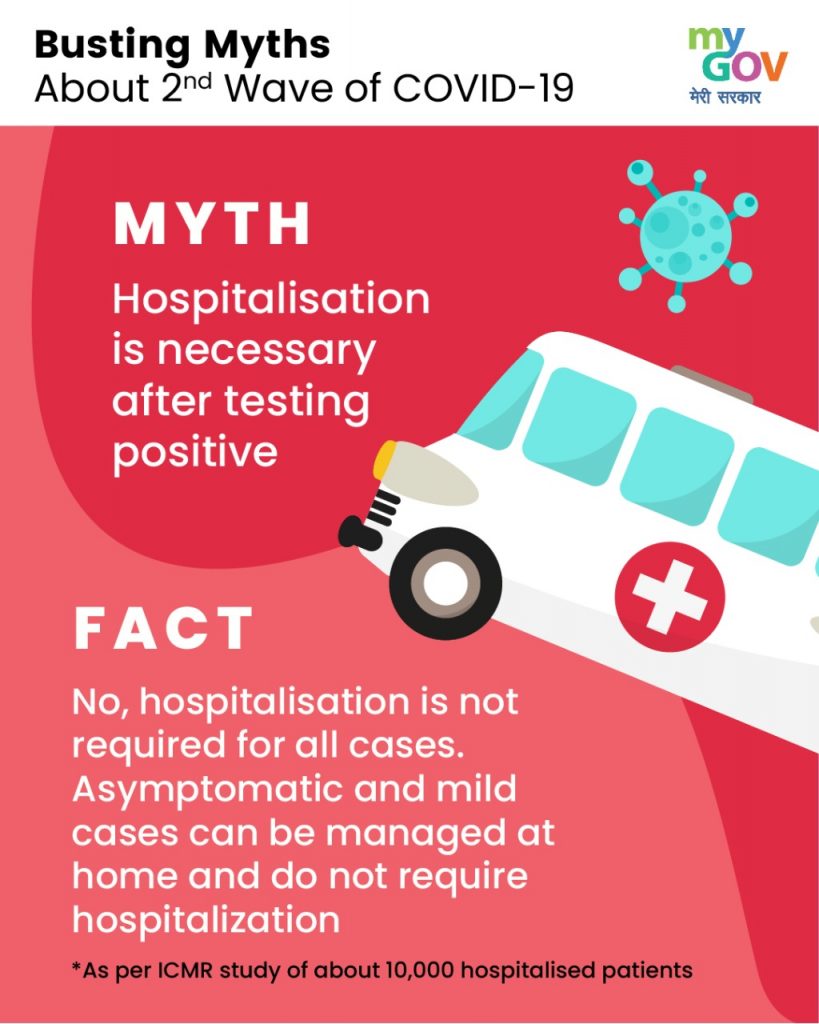 Busting Myths
About 2nd Wave of COVID-19
my
GOV
मेरी सरकार
MYTH
Hospitalisation
is necessary
after testing
positive
FACT
No, hospitalisation is not
required for all cases.
Asymptomatic and mild
cases can be managed at
home and do not require
hospitalization
*As per ICMR study of about 10,000 hospitalised patients